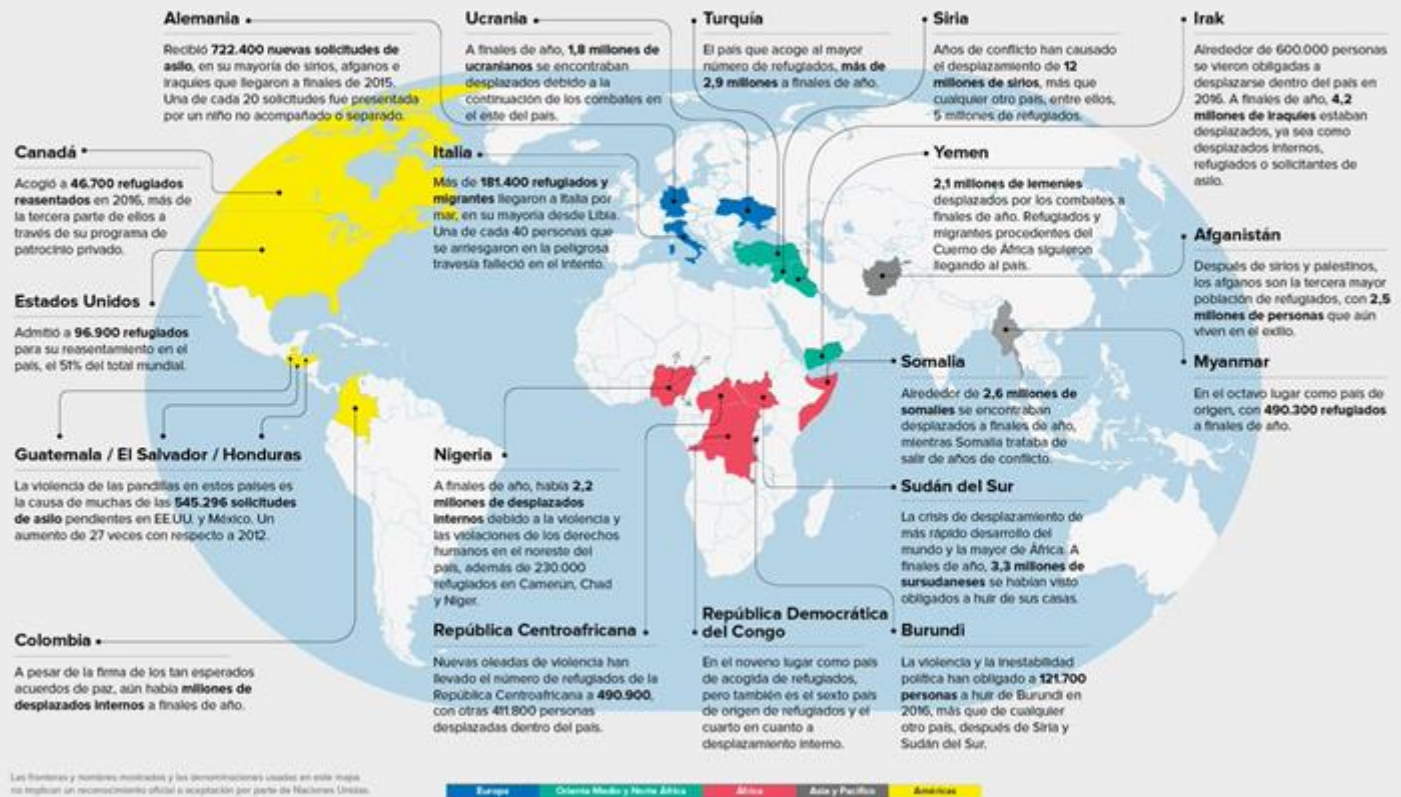 Alemania
Recibió 722.400 nuevas solicitudes de
asilo, en su mayoría de sirios, afganos e
iraquíes que llegaron a finales de 2015.
Una de cada 20 solicitudes fue presentada
por un niño no acompañado o separado.
Ucrania
A finales de año, 1,8 millones de
ucranianos se encontraban
desplazados debido a la
continuación de los combates en
el este del país.
Turquía
El país que acoge al mayor
número de refugiados, más de
2,9 millones a finales de año.
Siria
Años de conflicto han causado
el desplazamiento de 12
millones de sirios, más que
cualquier otro país, entre ellos,
5 millones de refugiados.
Irak
Alrededor de 600.000 personas
se vieron obligadas a
desplazarse dentro del país en
2016. A finales de año, 4,2
millones de iraquíes estaban
desplazados, ya sea como
desplazados internos,
refugiados o solicitantes de
asilo.
Canadá
Acogió a 46.700 refugiados
reasentados en 2016, más de
la tercera parte de ellos a
través de su programa de
patrocinio privado.
Italia
Más de 181.400 refugiados y
migrantes llegaron a Italia por
mar, en su mayoría desde Libia.
Una de cada 40 personas que
se arriesgaron en la peligrosa
travesía falleció en el intento.
Yemen
2,1 millones de iemeníes
desplazados por los combates a
finales de año. Refugiados y
migrantes procedentes del
Cuerno de África siguieron
llegando al país.
Afganistán
Después de sirios y palestinos,
los afganos son la tercera mayor
población de refugiados, con 2,5
millones de personas que aún
viven en el exilio.
Estados Unidos
Admitió a 96.900 refugiados
para su reasentamiento en el
país, el 51% del total mundial.
Somalia
Alrededor de 2,6 millones de
somalíes se encontraban
desplazados a finales de año,
mientras Somalia trataba de
salir de años de conflicto.
Myanmar
En el octavo lugar como país de
origen, con 490.300 refugiados
a finales de año.
Guatemala / El Salvador / Honduras
La violencia de las pandillas en estos países es
la causa de muchas de las 545.296 solicitudes
de asilo pendientes en EE.UU. y México. Un
aumento de 27 veces con respecto a 2012.
Nigeria
A finales de año, había 2,2
millones de desplazados
internos debido a la violencia y
las violaciones de los derechos
humanos en el noreste del
país, además de 230.000
refugiados en Camerún, Chad
y Níger.
Sudán del Sur
La crisis de desplazamiento de
más rápido desarrollo del
mundo y la mayor de África. A
finales de año, 3,3 millones de
sursudaneses se habían visto
obligados a huir de sus casas.
Colombia
A pesar de la firma de los tan esperados
acuerdos de paz, aún había millones de
desplazados internos a finales de año.
República Centroafricana
Nuevas oleadas de violencia han
llevado el número de refugiados de la
República Centroafricana a 490.900,
con otras 411.800 personas
desplazadas dentro del país.
República Democrática
del Congo
En el noveno lugar como país
de acogida de refugiados,
pero también es el sexto país
de origen de refugiados y el
cuarto en cuanto a
desplazamiento interno.
Burundi
La violencia y la inestabilidad
política han obligado a 121.700
personas a huir de Burundi en
2016, más que de cualquier
otro país, después de Siria y
Sudán del Sur.
Las fronteras y nombres mostrados y las denominaciones usadas en este mapa
no implican un reconocimiento oficial o aceptación por parte de Naciones Unidas.
Europa
Oriente Medio y Norte África
África
Asia y Pacífico
Américas